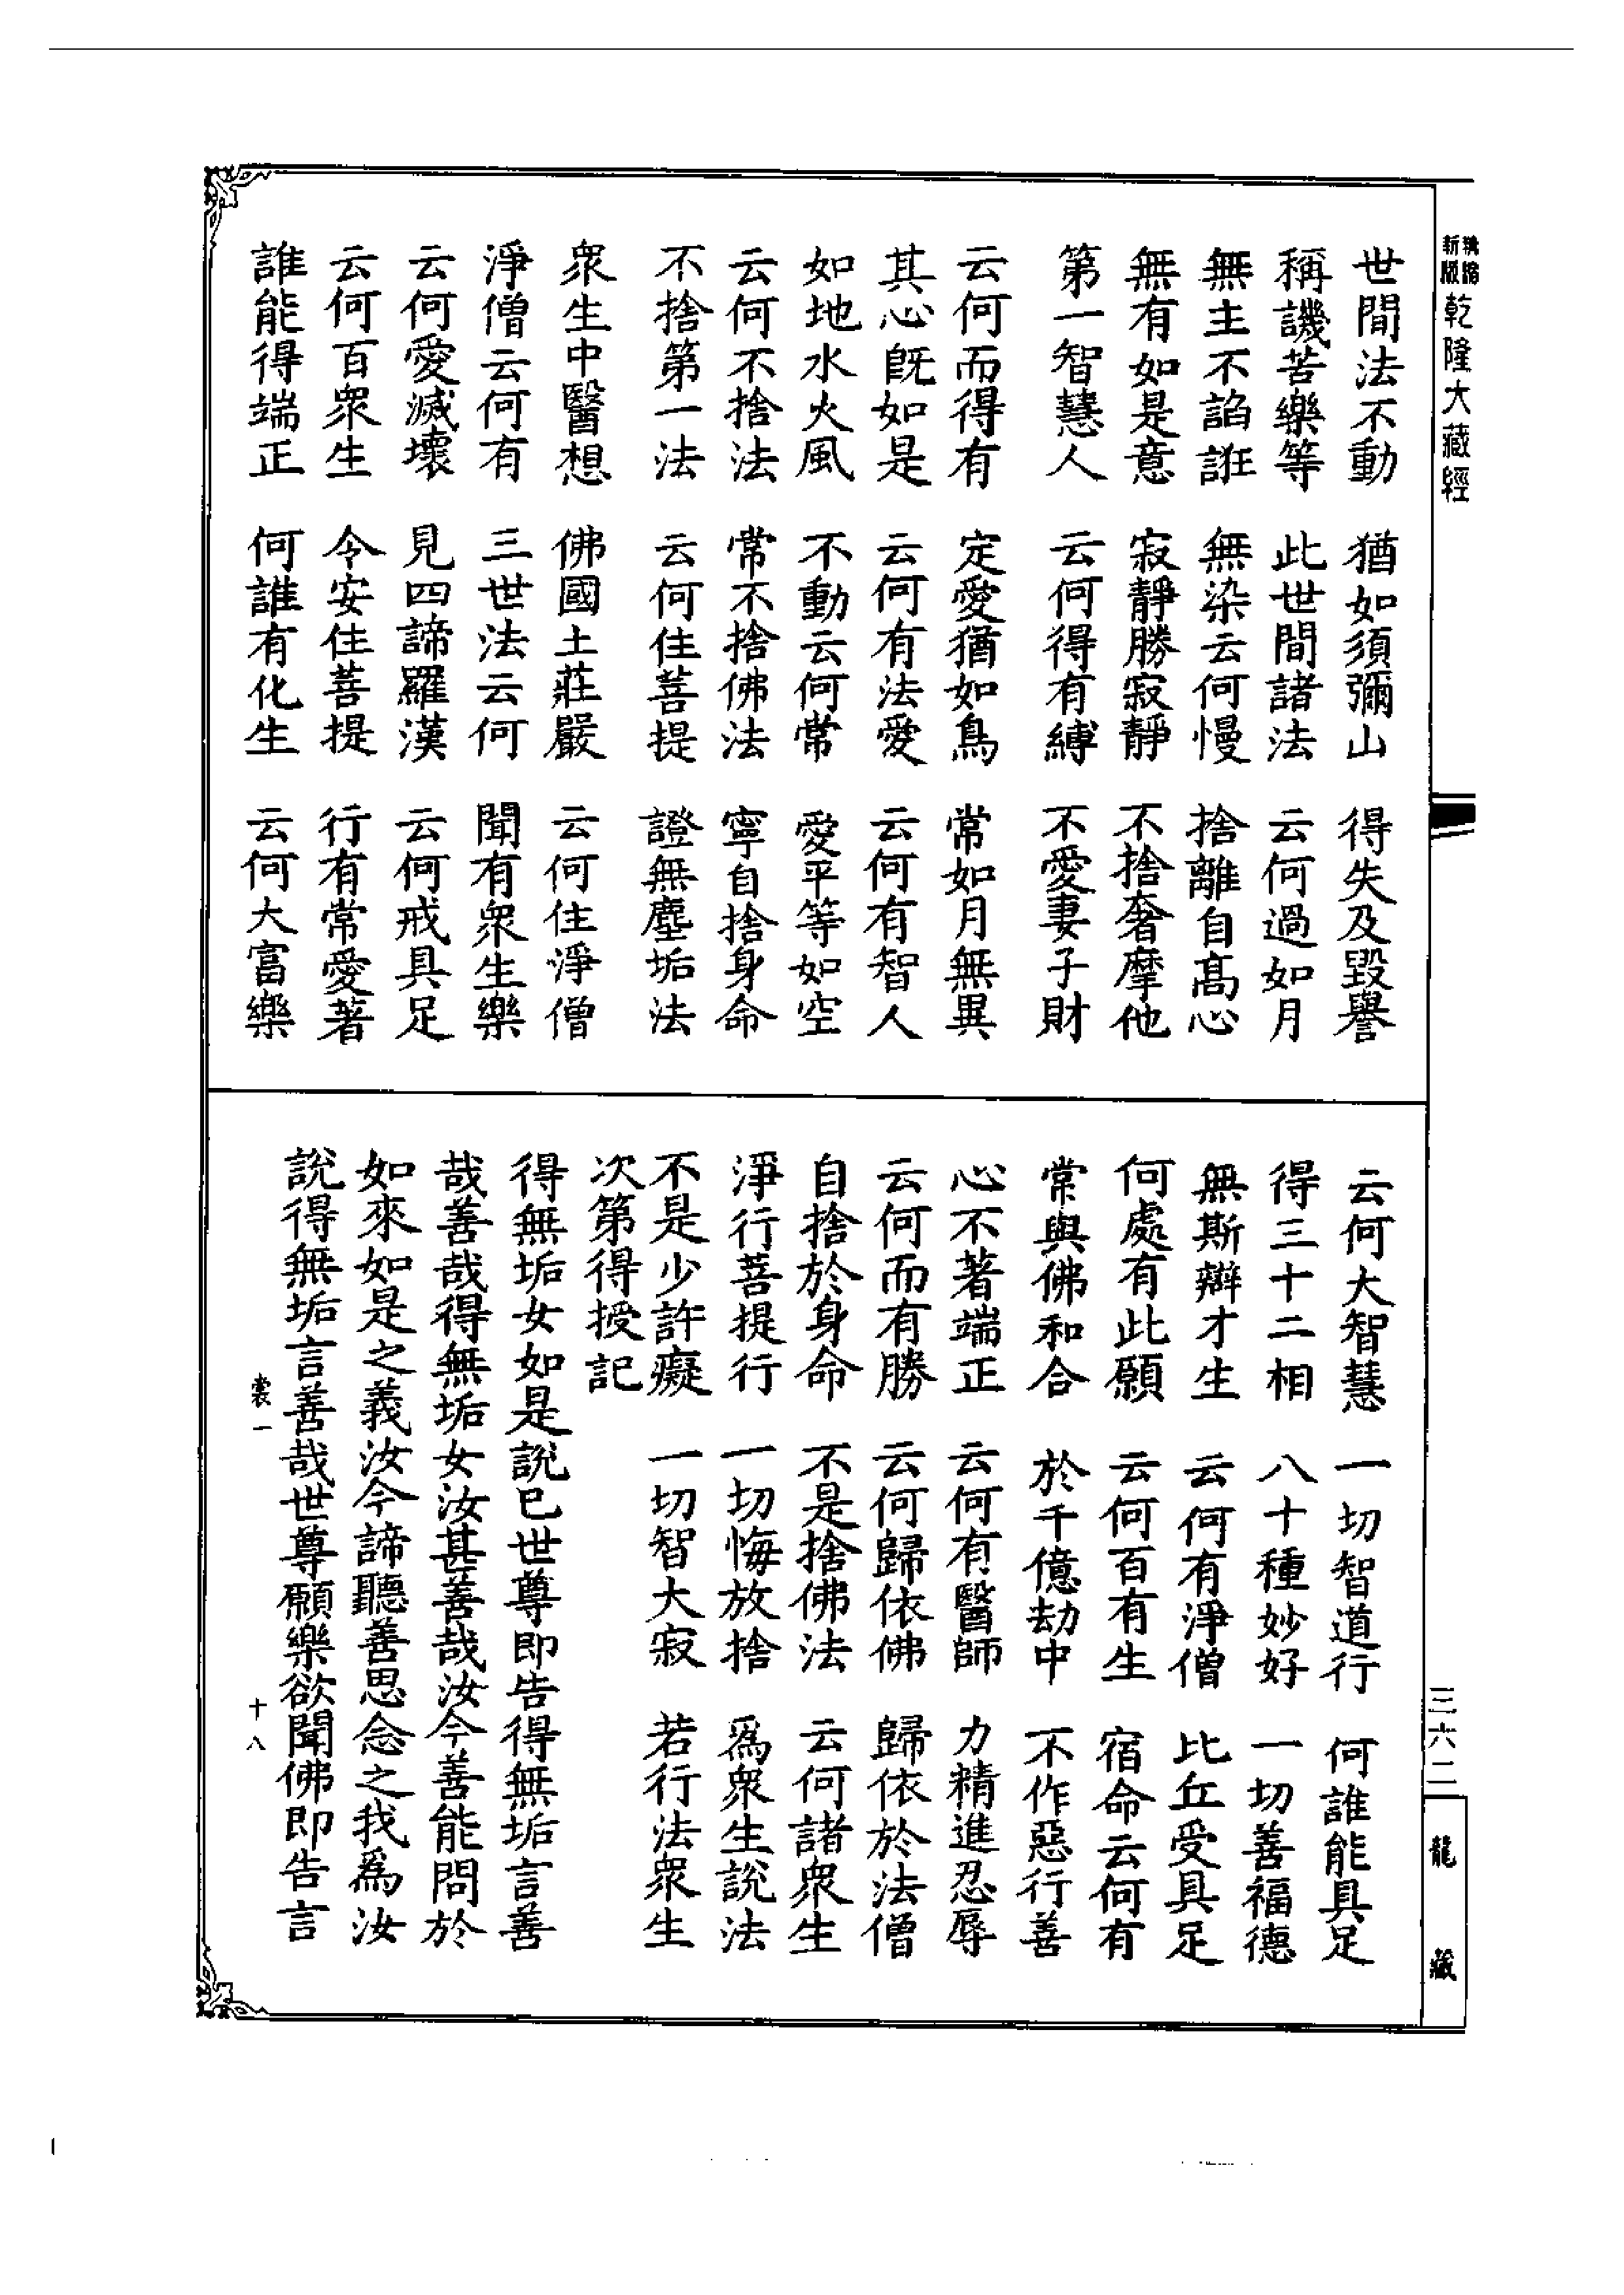 新版
乾隆大藏經
世間法不動　猶如須彌山　得失及毀譽
稱譏苦樂等　此世間諸法　云何過如月
無主不諂誑　無染云何慢　捨離自高心
無有如是意　寂靜勝寂靜　不捨奢摩他
第一智慧人　云何得有縛　不愛妻子財
云何而得有　定愛猶如鳥　常如月無異
其心旣如是　云何有法愛　云何有智人
如地水火風　不動云何常　愛平等如空
云何不捨法　常不捨佛法　寧自捨身命
不捨第一法　云何住菩提　證無塵垢法
衆生中醫想　佛國土莊嚴　云何住淨僧
淨僧云何有　三世法云何　聞有衆生樂
云何愛滅壞　見四諦羅漢　云何戒具足
云何百衆生　令安住菩提　行有常愛著
誰能得端正　何誰有化生　云何大富樂
云何大智慧　一切智道行　何誰能具足
得三十二相　八十種妙好　一切善福德
無斯辯才生　云何有淨僧　比丘受具足
何處有此願　云何百有生　宿命云何有
常與佛和合　於千億劫中　不作惡行善
心不著端正　云何有醫師　力精進忍辱
云何而有勝　云何歸依佛　歸依於法僧
自捨於身命　不是捨佛法　云何諸衆生
淨行菩提行　一切悔放捨　爲衆生說法
不是少許癡　一切智大寂　若行法衆生
次第得授記
得無垢女如是說已世尊即告得無垢言善
哉善哉得無垢女汝甚善哉汝今善能問於
如來如是之義汝今諦聽善思念之我爲汝
說得無垢言善哉世尊願樂欲聞佛即告言
裳一　十八
三六二
龍藏